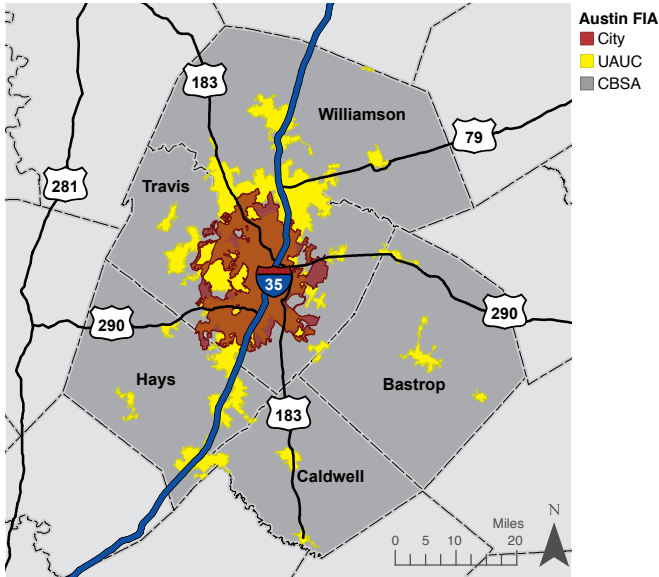 Austin FIA
City
UAUC
CBSA
183
Williamson
79
281
Travis
35
290
290
Hays
Bastrop
183
Caldwell
Miles
0 5 10 20
N